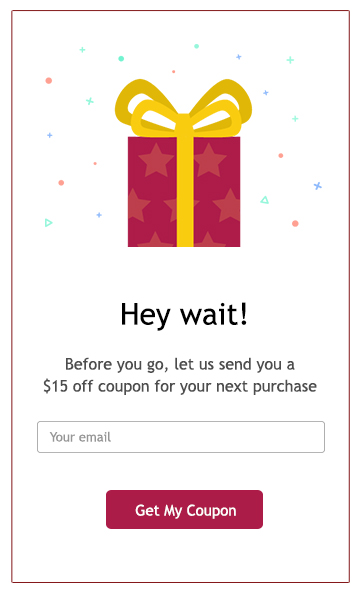 Hey wait!
Before you go, let us send you a
$15 off coupon for your next purchase
Your email
Get My Coupon